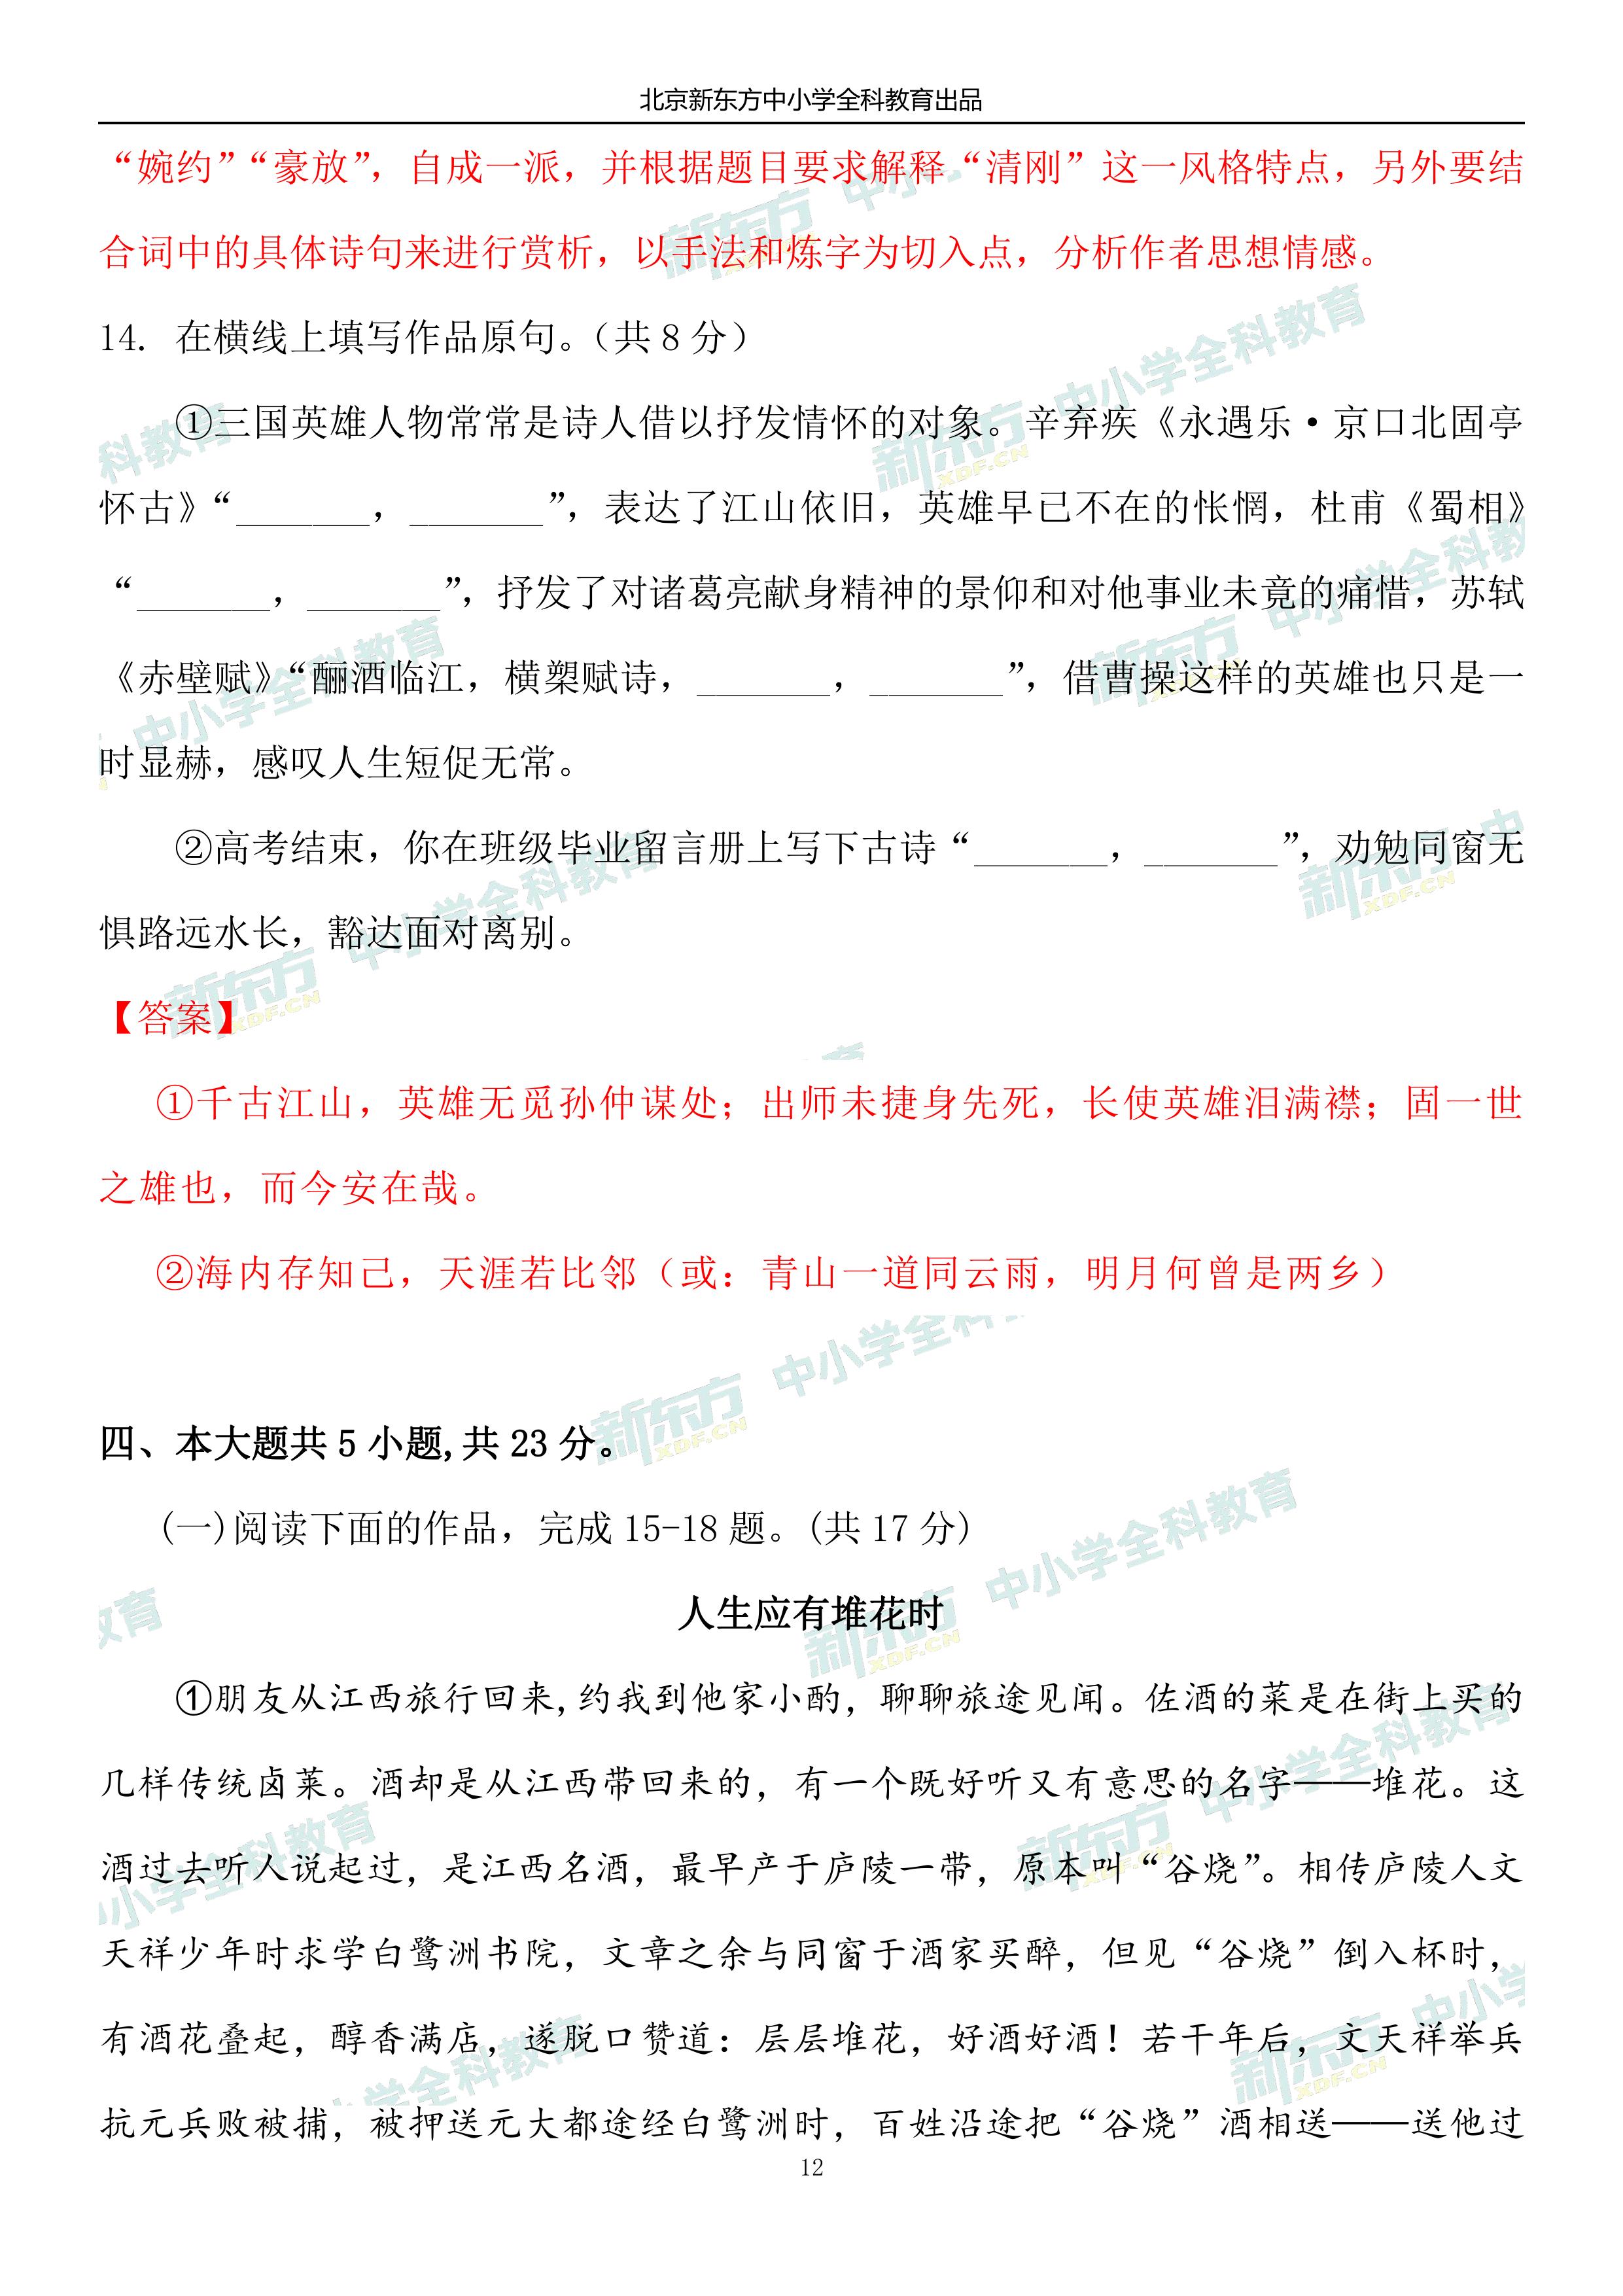 北京新东方中小学全科教育出品
“婉约”“豪放”，自成一派，并根据题目要求解释“清刚”这一风格特点，另外要结
合词中的具体诗句来进行赏析，以手法和炼字为切入点，分析作者思想情感。
14. 在横线上填写作品原句。（共 8 分）
①三国英雄人物常常是诗人借以抒发情怀的对象。辛弃疾《永遇乐·京口北固亭
怀古》“_______，_______”，表达了江山依旧，英雄早已不在的怅惘，杜甫《蜀相》
“_______，_______”，抒发了对诸葛亮献身精神的景仰和对他事业未竟的痛惜，苏轼
《赤壁赋》“酾酒临江，横槊赋诗，_______，_______”，借曹操这样的英雄也只是一
时显赫，感叹人生短促无常。
②高考结束，你在班级毕业留言册上写下古诗“_______，_______”，劝勉同窗无
惧路远水长，豁达面对离别。
【答案】
①千古江山，英雄无觅孙仲谋处；出师未捷身先死，长使英雄泪满襟；固一世
之雄也，而今安在哉。
②海内存知己，天涯若比邻（或：青山一道同云雨，明月何曾是两乡）
四、本大题共 5 小题,共 23 分。
(一)阅读下面的作品，完成 15-18 题。(共 17 分)
人生应有堆花时
①朋友从江西旅行回来,约我到他家小酌，聊聊旅途见闻。佐酒的菜是在街上买的
几样传统卤菜。酒却是从江西带回来的，有一个既好听又有意思的名字——堆花。这
酒过去听人说起过，是江西名酒，最早产于庐陵一带，原本叫“谷烧”。相传庐陵人文
天祥少年时求学白鹭洲书院，文章之余与同窗于酒家买醉，但见“谷烧”倒入杯时，
有酒花叠起，醇香满店，遂脱口赞道：层层堆花，好酒好酒！若干年后，文天祥举兵
抗元兵败被捕，被押送元大都途经白鹭洲时，百姓沿途把“谷烧”酒相送——送他过
12